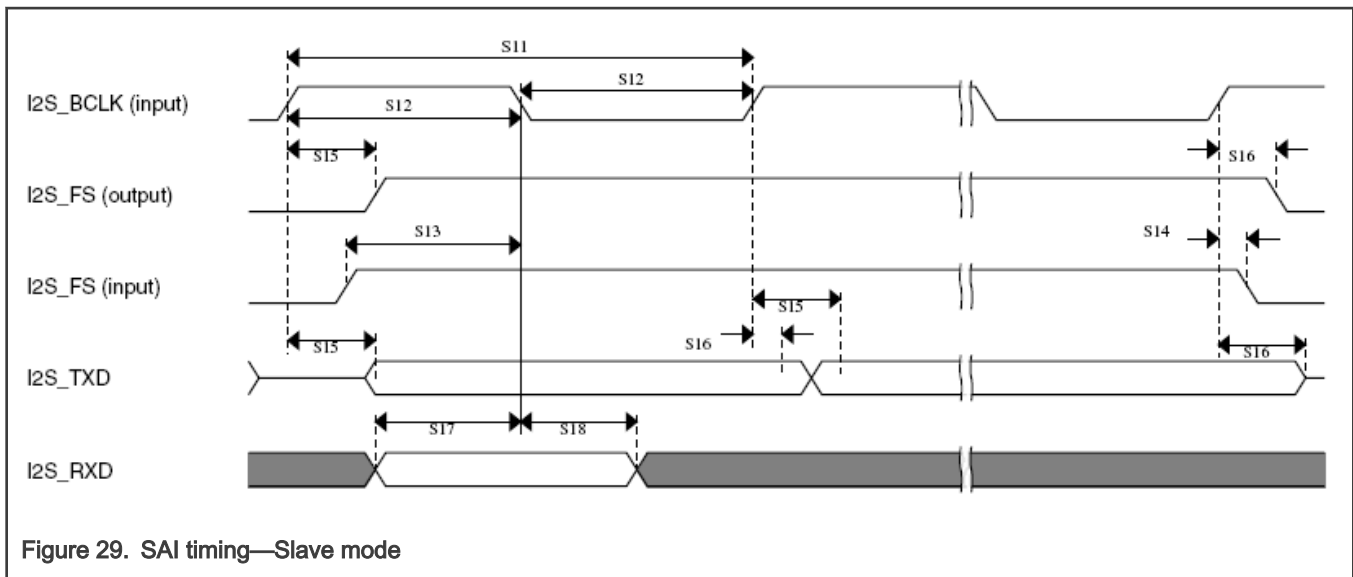 S11
I2S_BCLK (input)
S12
S12
S15
S16
I2S_FS (output)
S13
S14
I2S_FS (input)
S15
S15
S16
S16
I2S_TXD
S17
S18
I2S_RXD
Figure 29. SAI timing—Slave mode